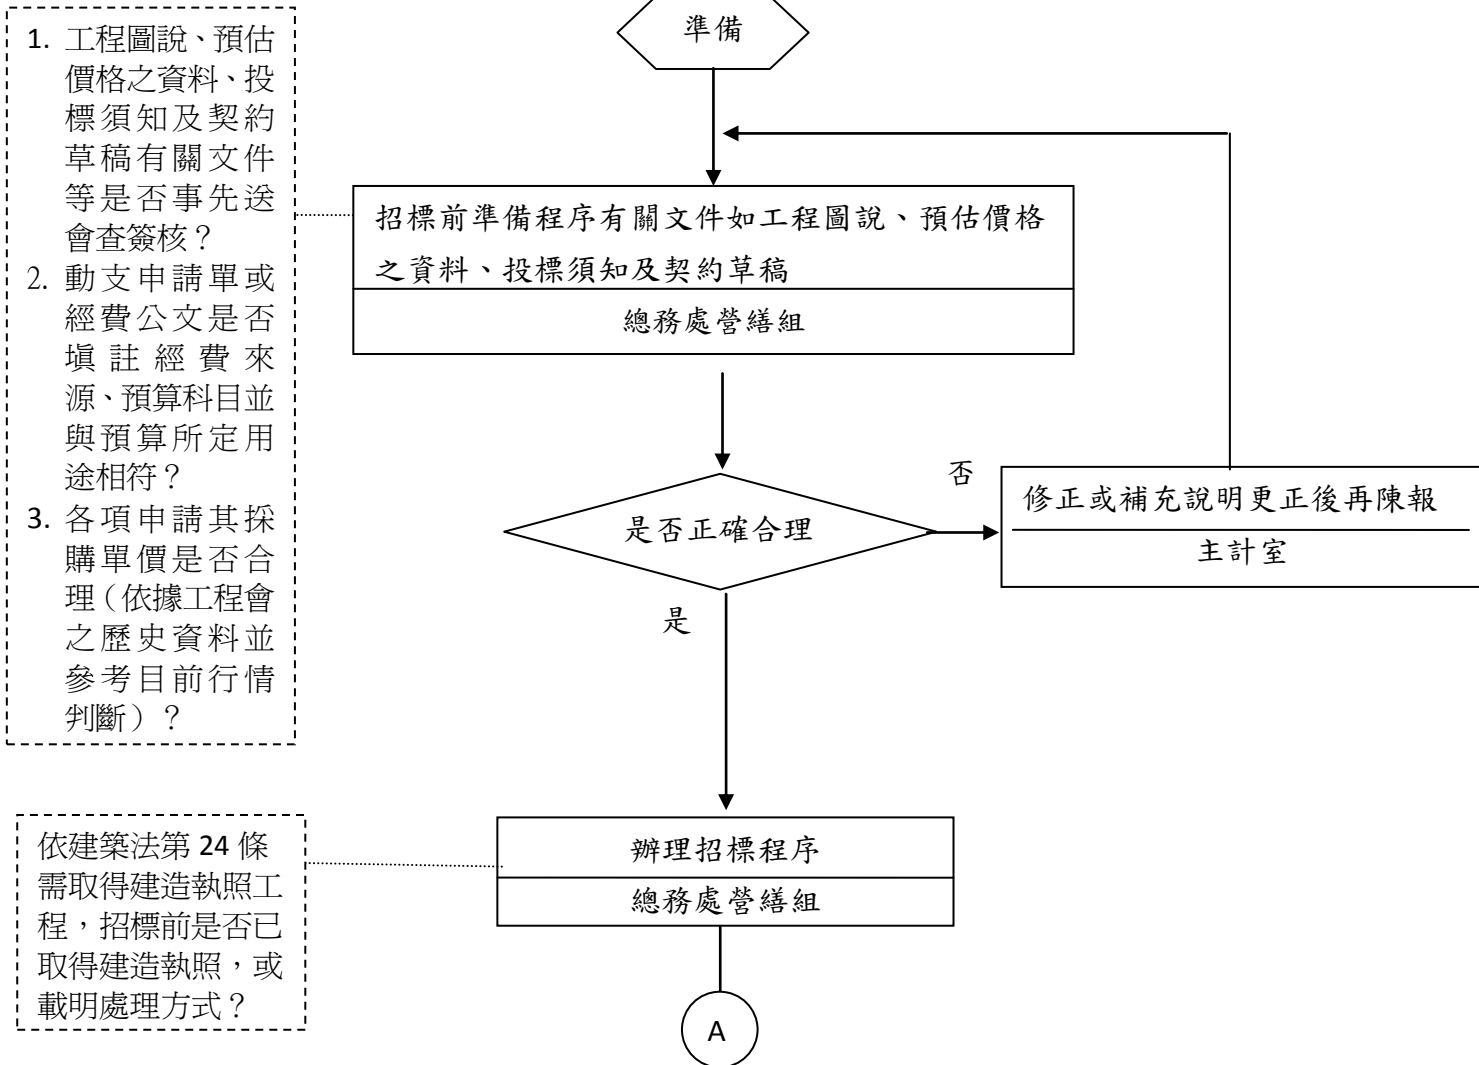 準備
1. 工程圖說、預估
價格之資料、投
標須知及契約
草稿有關文件
等是否事先送
會查簽核？
2. 動支申請單或
經費公文是否
填註經費來
源、預算科目並
與預算所定用
途相符？
3. 各項申請其採
購單價是否合
理（依據工程會
之歷史資料並
參考目前行情
判斷）？
招標前準備程序有關文件如工程圖說、預估價格
之資料、投標須知及契約草稿
總務處營繕組
是否正確合理
否
修正或補充說明更正後再陳報
主計室
是
依建築法第 24 條
需取得建造執照工
程，招標前是否已
取得建造執照，或
載明處理方式？
辦理招標程序
總務處營繕組
A